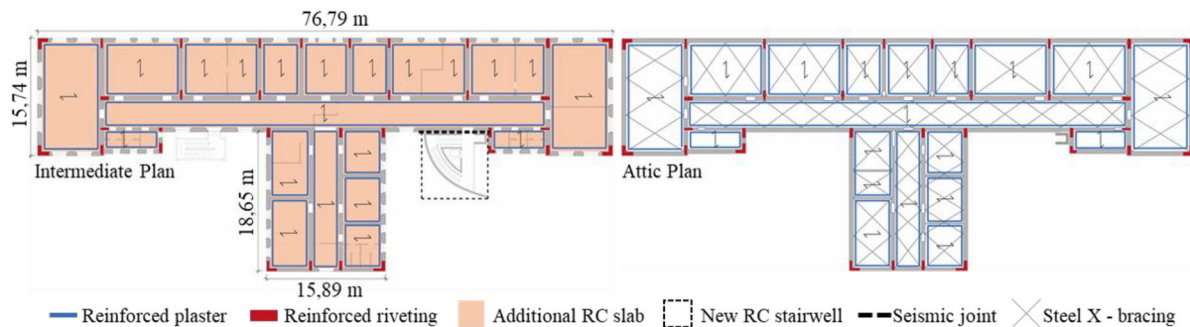 76,79 m
15,74 m
Intermediate Plan
Attic Plan
18,65 m
15,89 m
Reinforced plaster
Reinforced riveting
Additional RC slab
New RC stairwell
Seismic joint
Steel X - bracing